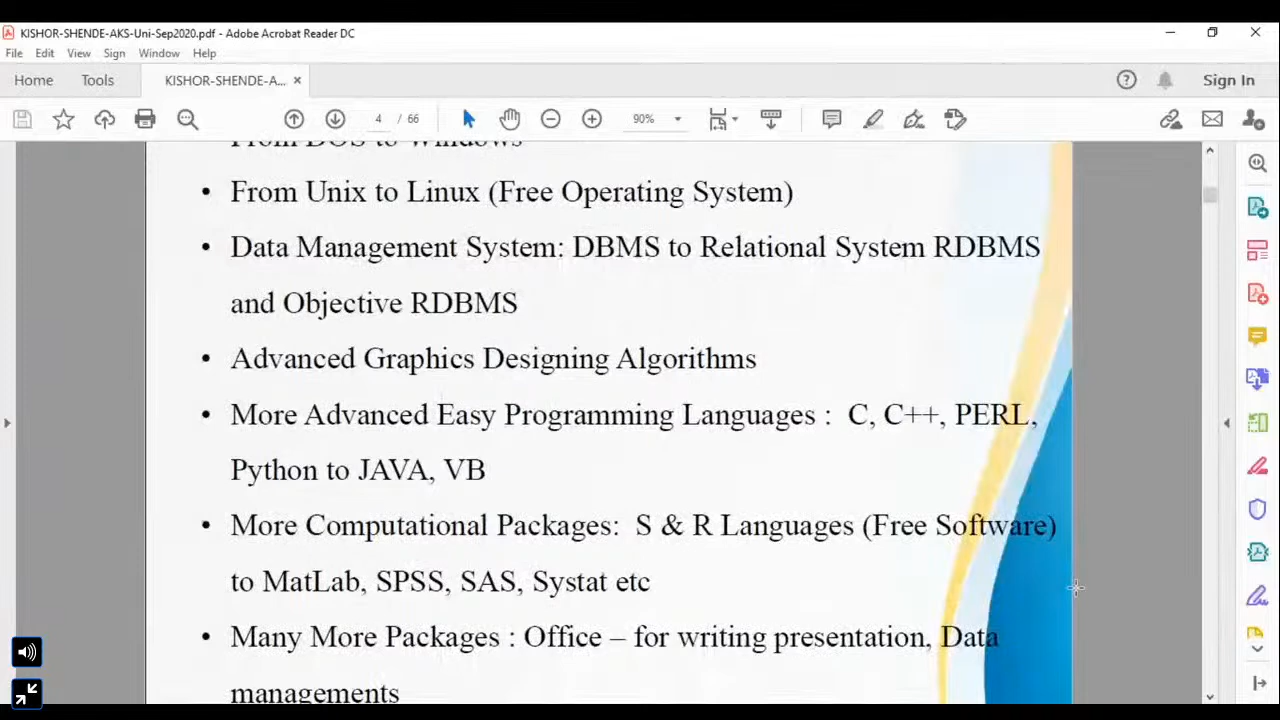 KISHOR-SHENDE-AKS-Uni-Sep2020.pdf - Adobe Acrobat Reader DC
File Edit View Sign Window Help
Home Tools KISHOR-SHENDE-A... × Sign In
4 / 66 90%
From DOS to Windows
• From Unix to Linux (Free Operating System)
• Data Management System: DBMS to Relational System RDBMS
and Objective RDBMS
• Advanced Graphics Designing Algorithms
• More Advanced Easy Programming Languages : C, C++, PERL,
Python to JAVA, VB
• More Computational Packages: S & R Languages (Free Software)
to MatLab, SPSS, SAS, Systat etc
• Many More Packages : Office – for writing presentation, Data
managements